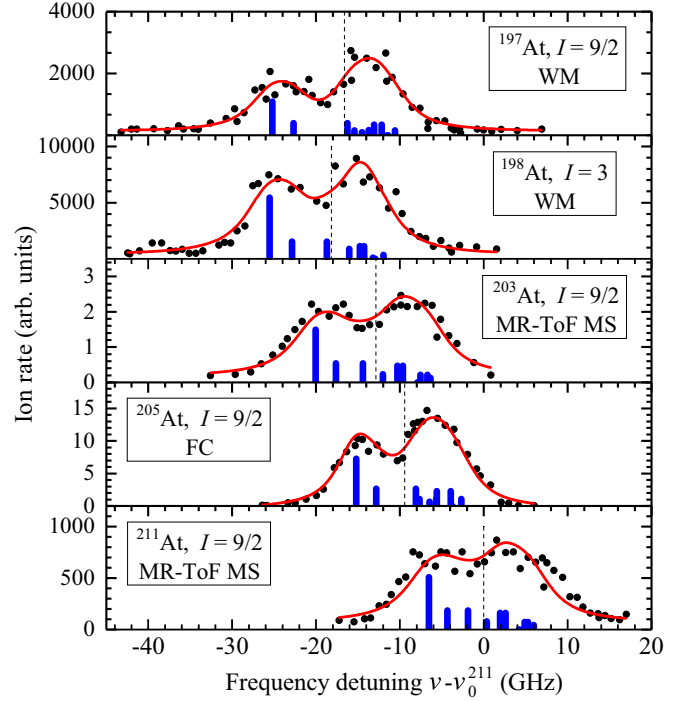 4000
2000
0
¹⁹⁷At, I = 9/2
WM
10000
5000
0
¹⁹⁸At, I = 3
WM
3
2
1
0
²⁰³At, I = 9/2
MR-ToF MS
15
10
5
0
²⁰⁵At, I = 9/2
FC
1000
500
0
²¹¹At, I = 9/2
MR-ToF MS
Ion rate (arb. units)
-40 -30 -20 -10 0 10 20
Frequency detuning ν-ν₀²¹¹ (GHz)